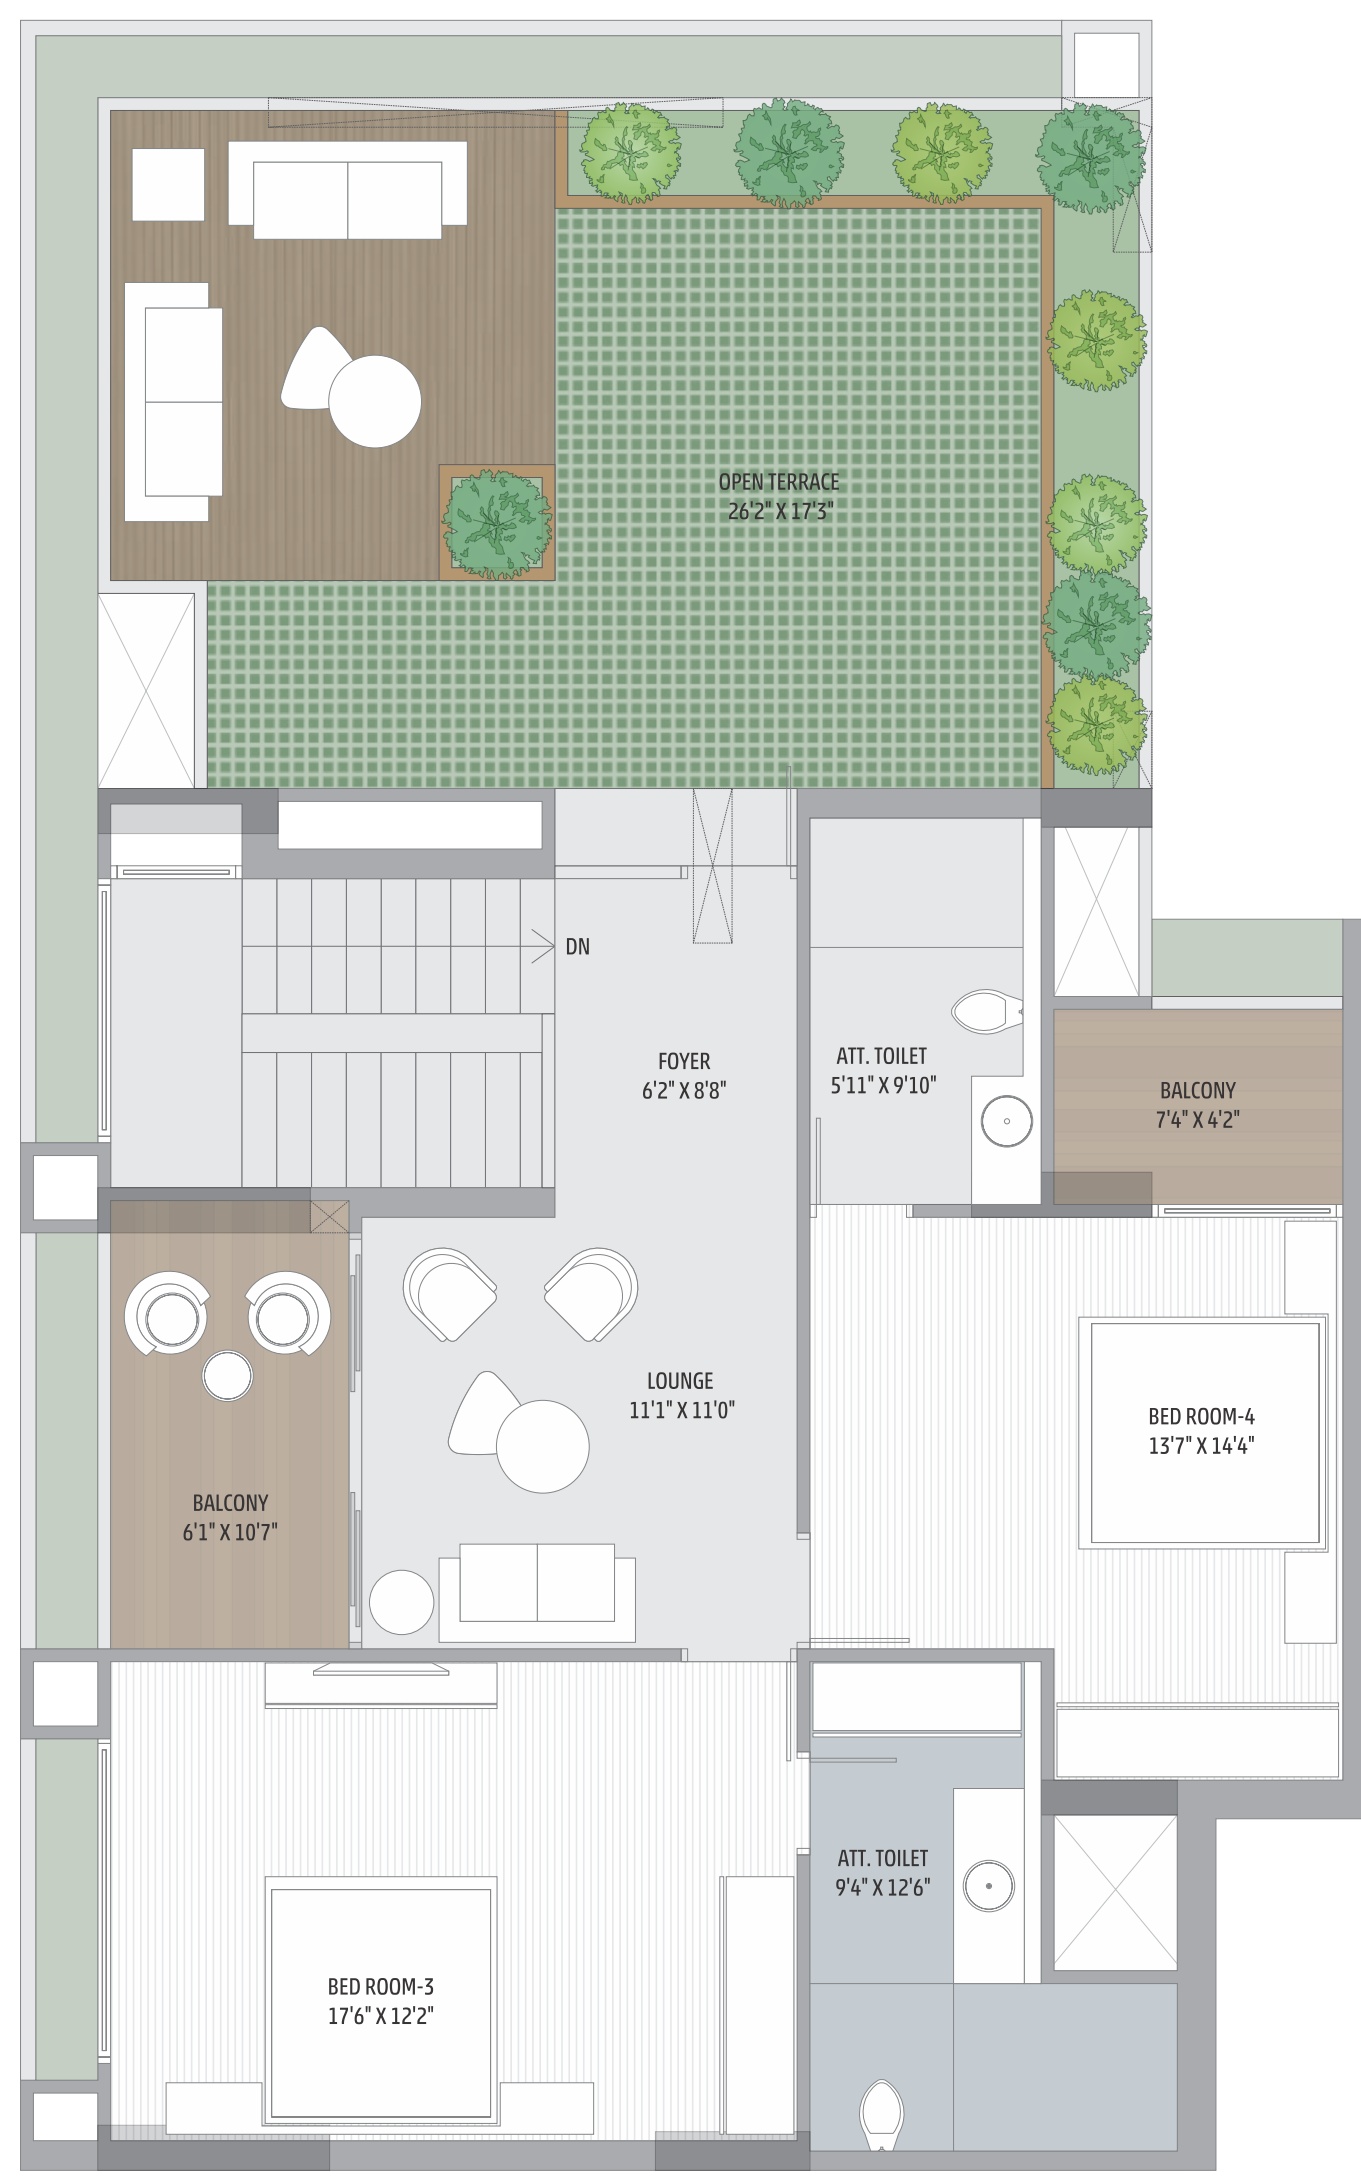 OPEN TERRACE
26'2" X 17'3"
DN
FOYER
6'2" X 8'8"
ATT. TOILET
5'11" X 9'10"
BALCONY
7'4" X 4'2"
LOUNGE
11'1" X 11'0"
BED ROOM-4
13'7" X 14'4"
BALCONY
6'1" X 10'7"
ATT. TOILET
9'4" X 12'6"
BED ROOM-3
17'6" X 12'2"